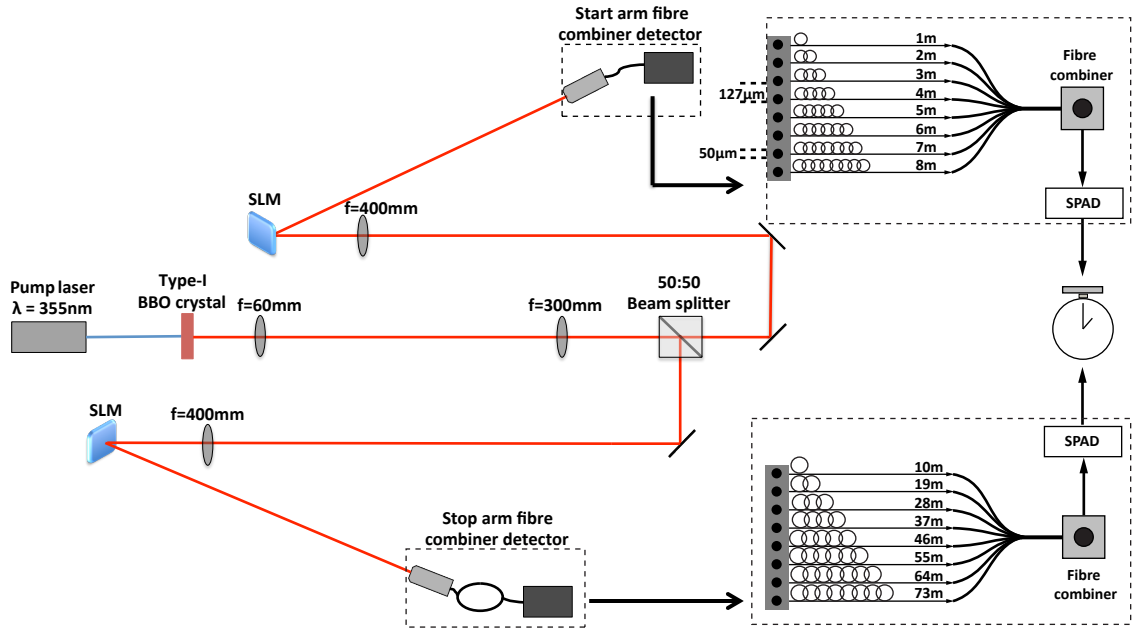 Start arm fibre
combiner detector
1m
2m
3m
4m
5m
6m
7m
8m
127μm
50μm
Fibre
combiner
SPAD
SLM
f=400mm
Pump laser
λ = 355nm
Type-I
BBO crystal
f=60mm
f=300mm
50:50
Beam splitter
SLM
f=400mm
Stop arm fibre
combiner detector
SPAD
10m
19m
28m
37m
46m
55m
64m
73m
Fibre
combiner